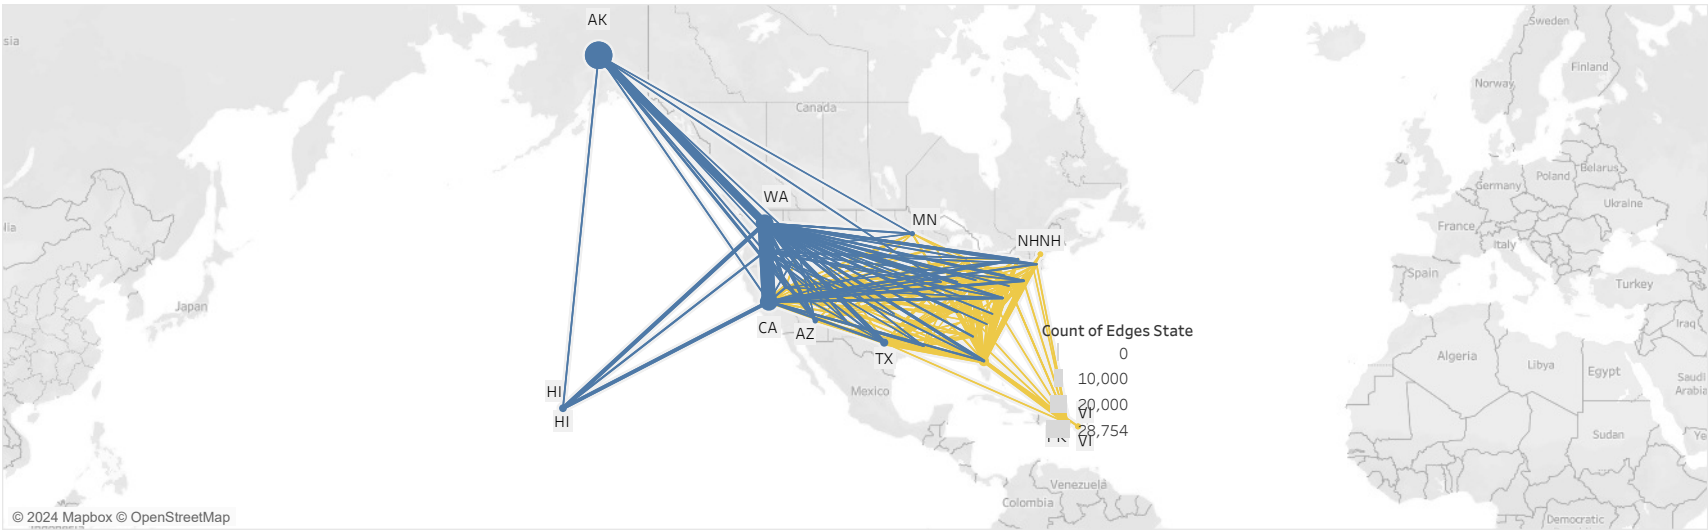 AK
Sweden
Finland
Norway
Canada
Belarus
Poland
Germany
WA
Ukraine
MN
France
NHNH
Italy
Spain
Turkey
Japan
CA
AZ
Count of Edges State
Iraq
0
TX
Algeria
Libya
Egypt
10,000
Saudi
Arabia
Mexico
HI
20,000
VI
HI
28,754
VI
Sudan
Venezuela
Colombia
© 2024 Mapbox © OpenStreetMap
Democratic